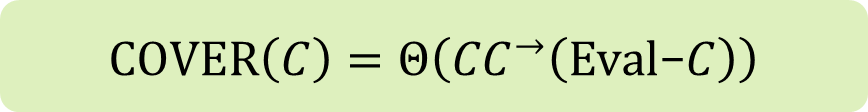 COVER(𝐶) = Θ(𝐶𝐶→(Eval−𝐶))